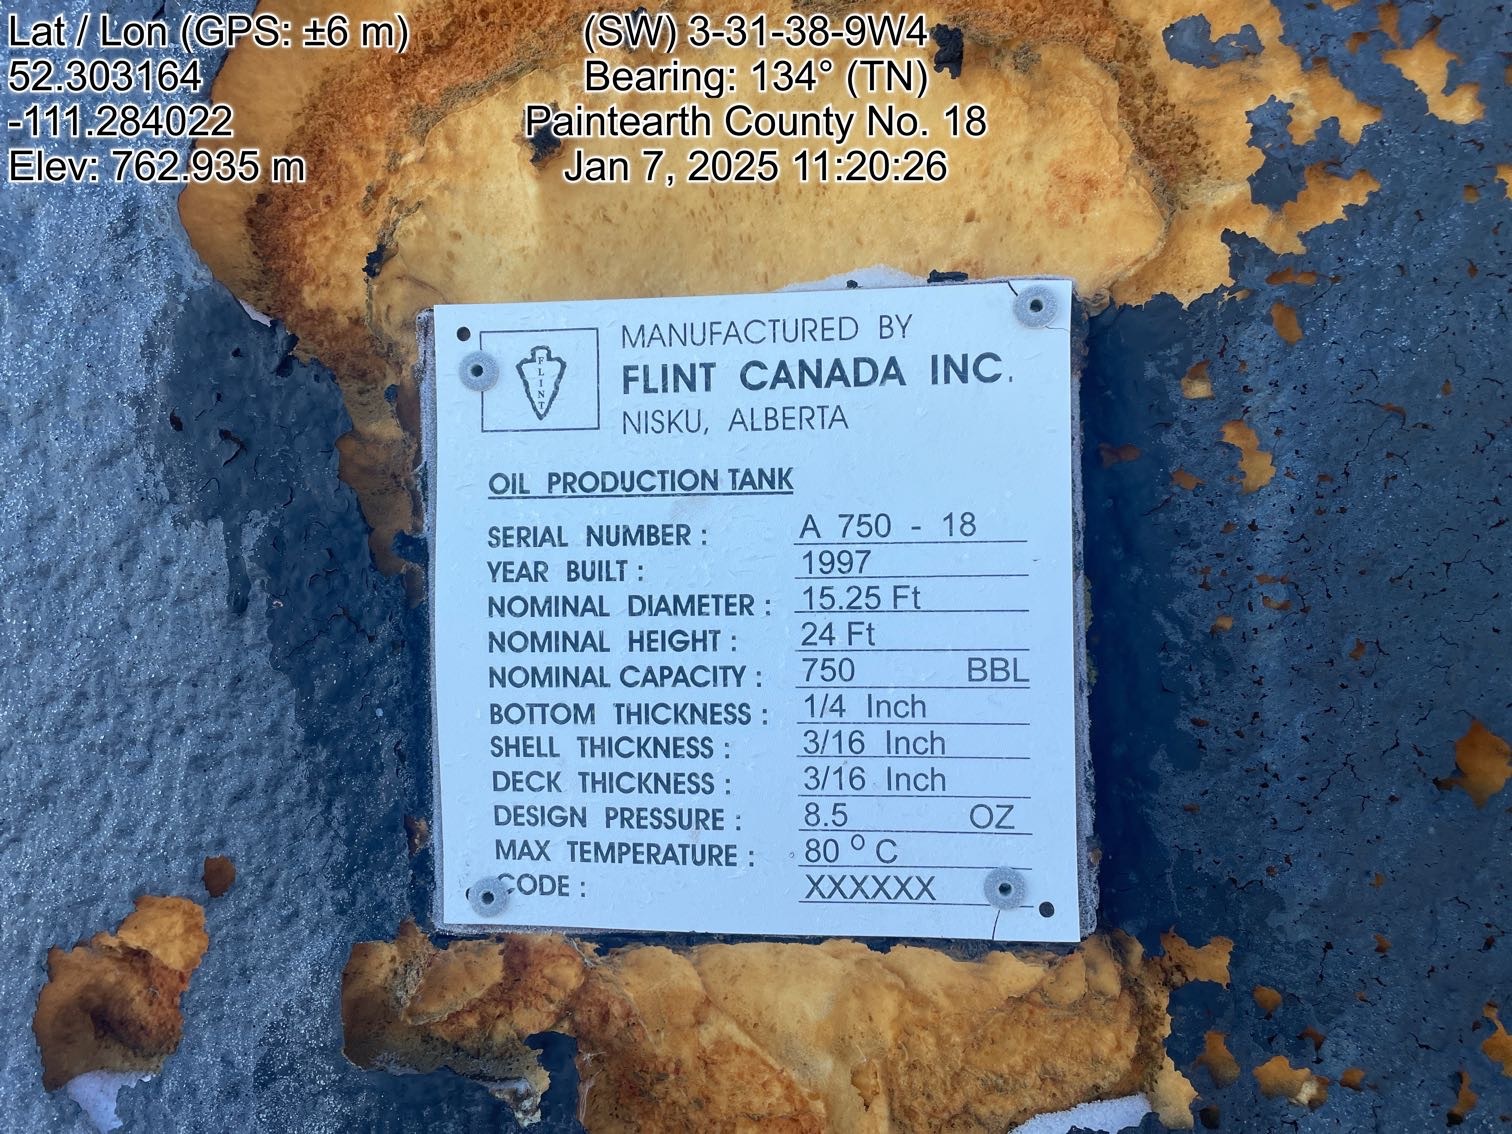 Lat / Lon (GPS: ±6 m)
52.303164
-111.284022
Elev: 762.935 m
(SW) 3-31-38-9W4
Bearing: 134° (TN)
Paintearth County No. 18
Jan 7, 2025 11:20:26
FLINT
MANUFACTURED BY
FLINT CANADA INC.
NISKU, ALBERTA
OIL PRODUCTION TANK
SERIAL NUMBER : A 750 - 18
YEAR BUILT : 1997
NOMINAL DIAMETER : 15.25 Ft
NOMINAL HEIGHT : 24 Ft
NOMINAL CAPACITY : 750 BBL
BOTTOM THICKNESS : 1/4 Inch
SHELL THICKNESS : 3/16 Inch
DECK THICKNESS : 3/16 Inch
DESIGN PRESSURE : 8.5 OZ
MAX TEMPERATURE : 80 ° C
CODE : XXXXXX